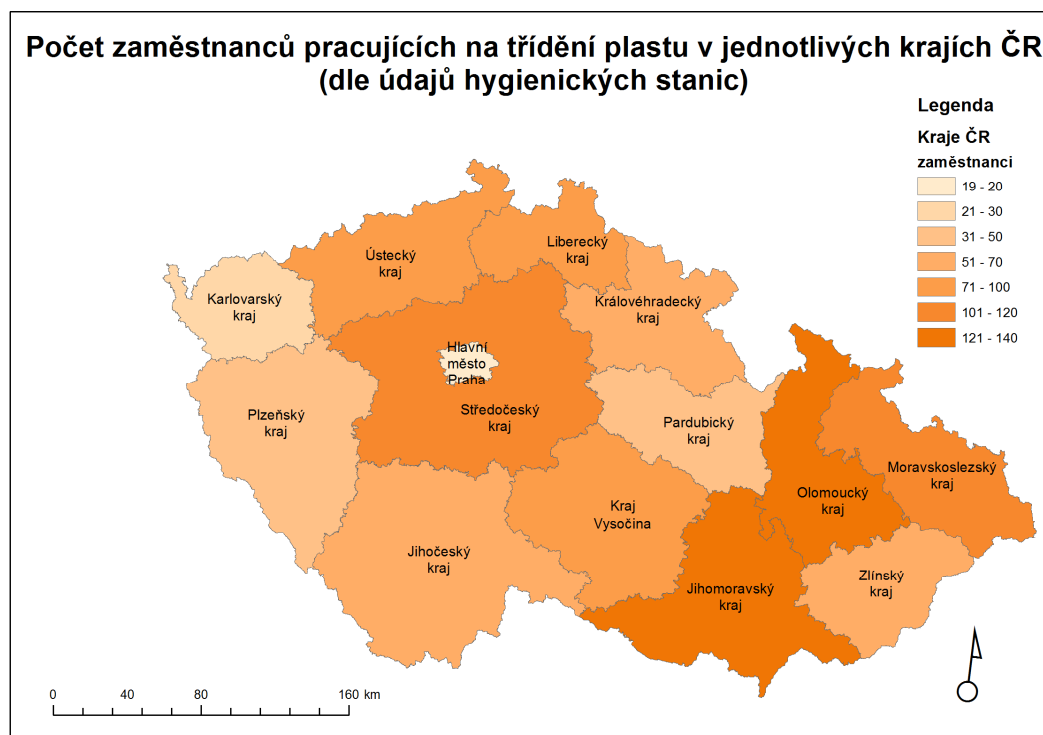 Počet zaměstnanců pracujících na třídění plastu v jednotlivých krajích ČR
(dle údajů hygienických stanic)
Legenda
Kraje ČR
zaměstnanci
19 - 20
21 - 30
31 - 50
51 - 70
71 - 100
101 - 120
121 - 140
Ústecký
kraj
Liberecký
kraj
Karlovarský
kraj
Královéhradecký
kraj
Hlavní
město
Praha
Středočeský
kraj
Plzeňský
kraj
Pardubický
kraj
Moravskoslezský
kraj
Olomoucký
kraj
Kraj
Vysočina
Jihočeský
kraj
Jihomoravský
kraj
Zlínský
kraj
0 40 80 160 km